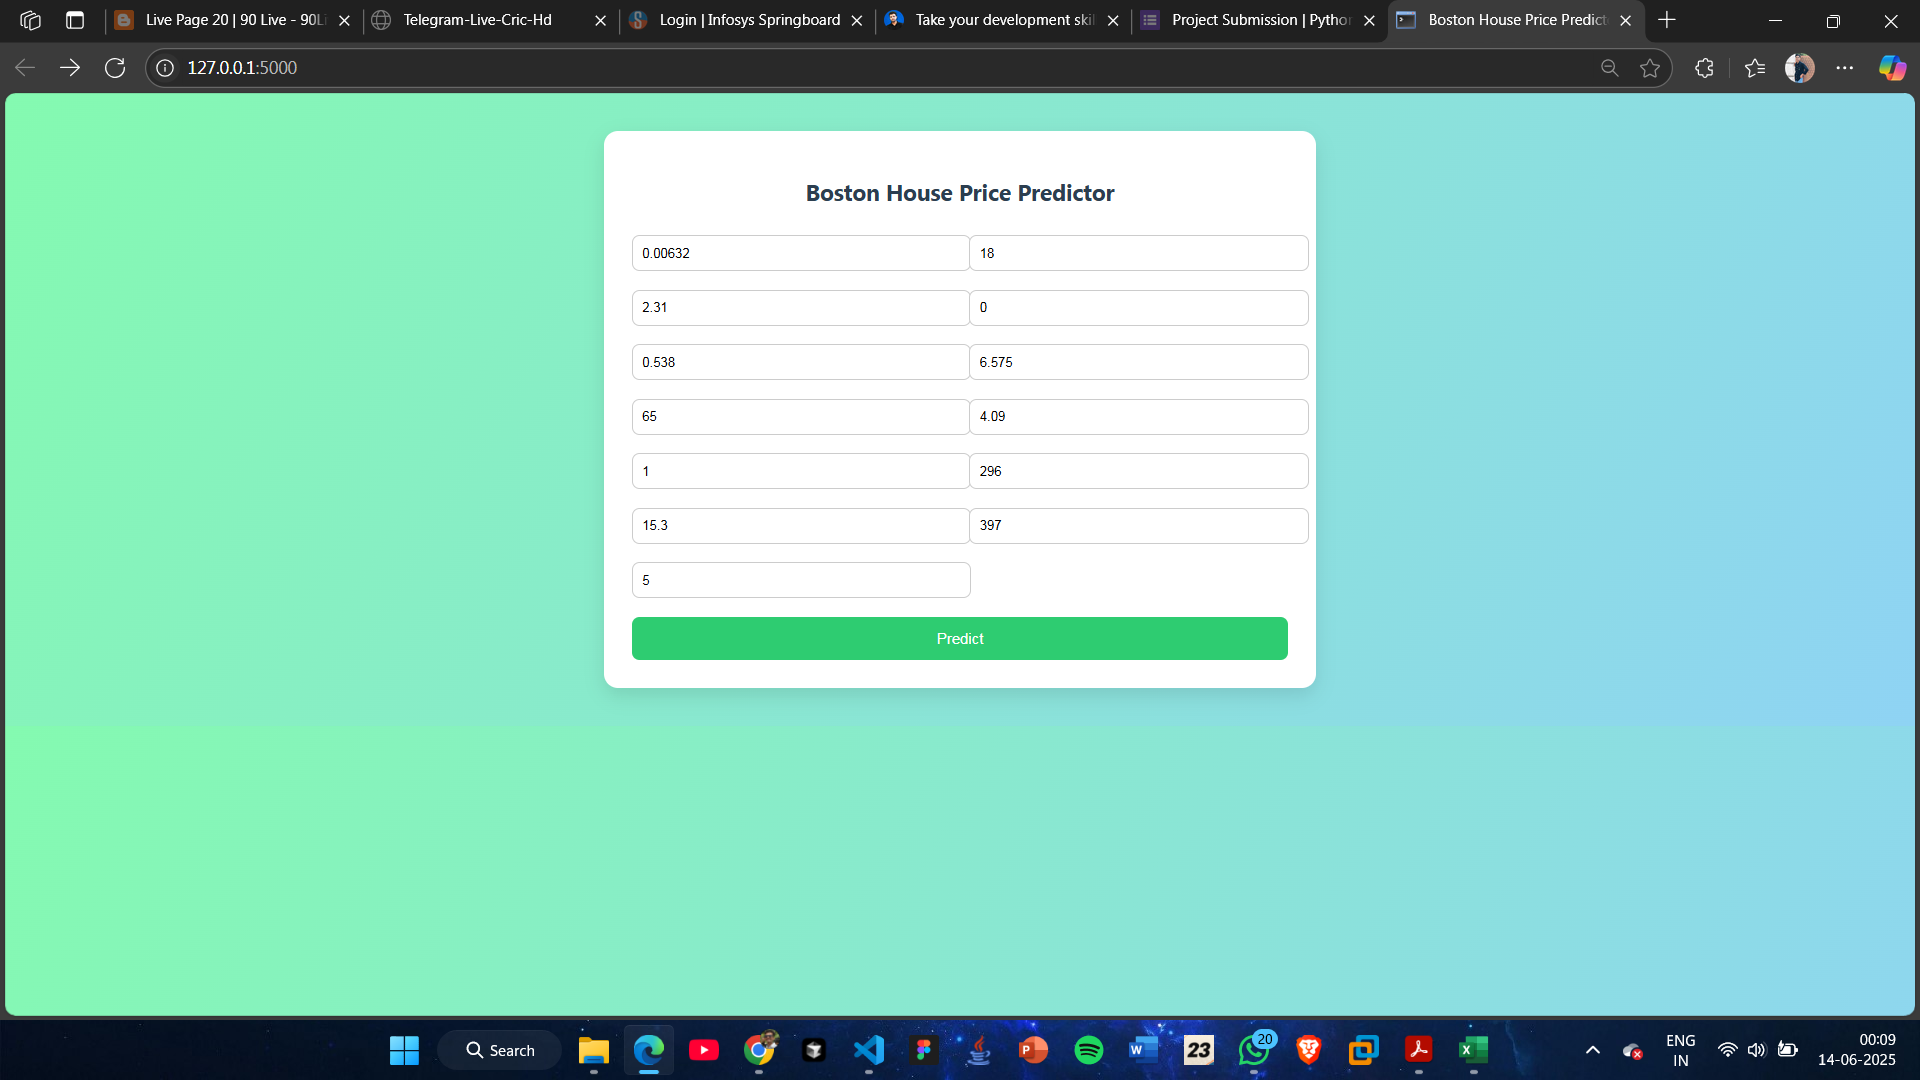 Live Page 20 | 90 Live - 90Li
Telegram-Live-Cric-Hd
Login | Infosys Springboard
Take your development skil
Project Submission | Pytho
Boston House Price Predict
127.0.0.1:5000
Boston House Price Predictor
0.00632 18
2.31 0
0.538 6.575
65 4.09
1 296
15.3 397
5
Predict
Search
P
W
23
20
X
ENG
IN
00:09
14-06-2025